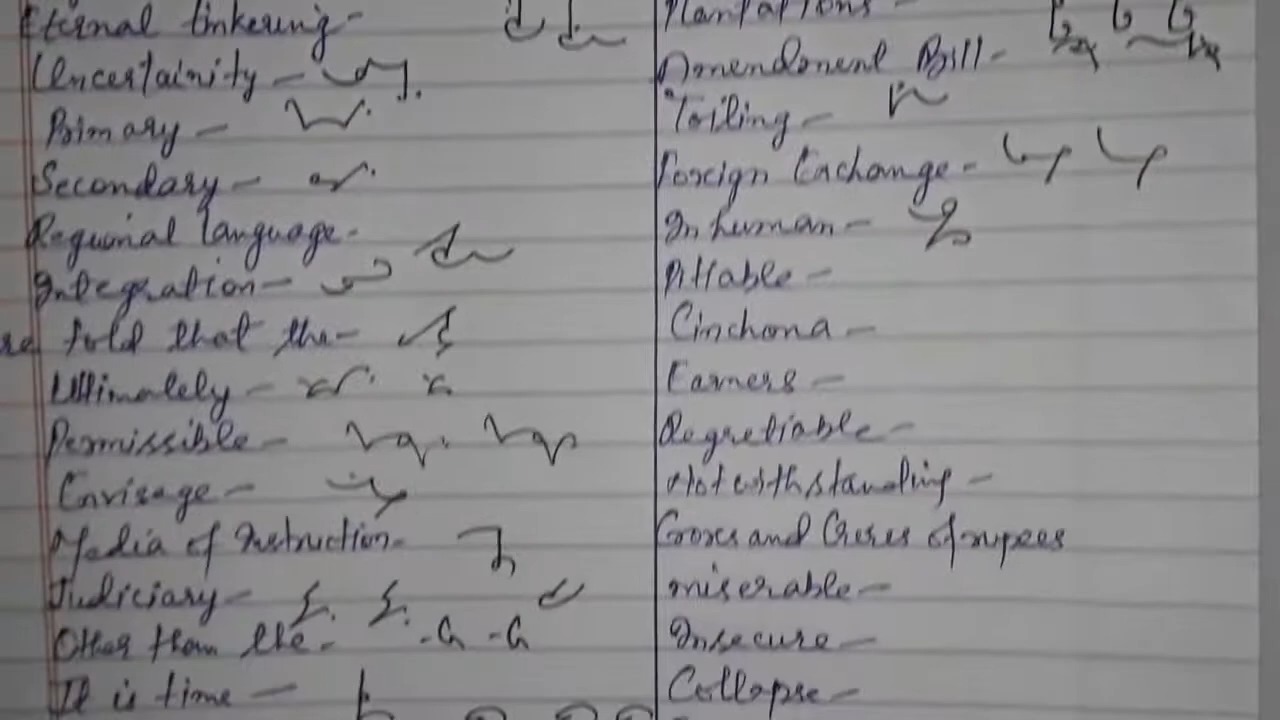 Eternal tinkering -
Uncertainity -
Primary -
Secondary -
Regional language -
Integration -
told that the -
Ultimately -
Permissible -
Envisage -
Media of Instruction -
Judiciary -
Other than the -
It is time -
Plantations -
Amendment Bill -
Toiling -
Foreign Exchange -
Inhuman -
Pitiable -
Cinchona -
Earners -
Regretiable -
Notwithstanding -
Crores and Crores of rupees
miserable -
Insecure -
Collapse -